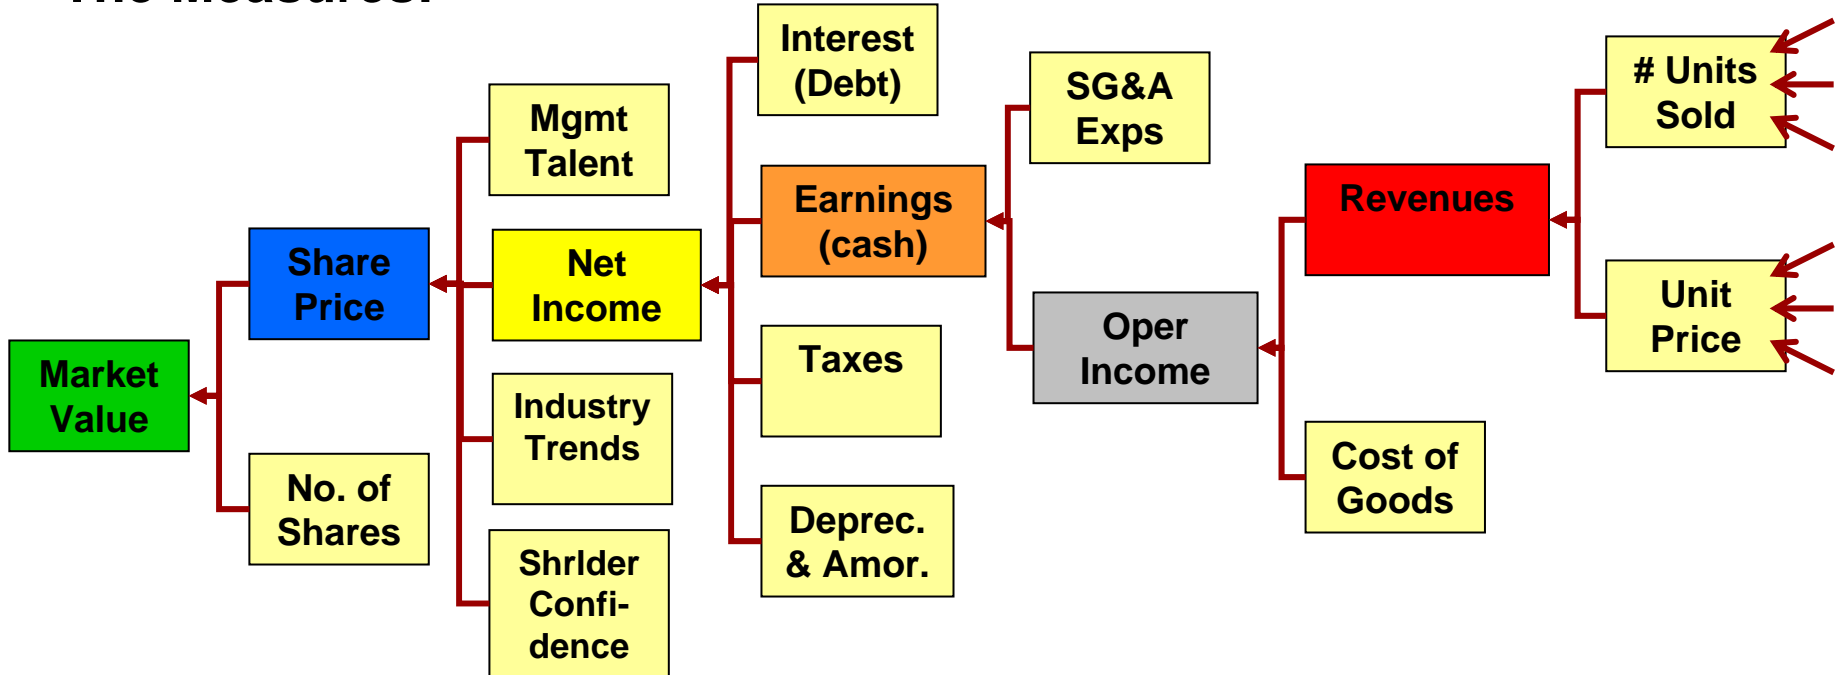 Interest
(Debt)
SG&A
Exps
# Units
Sold
Mgmt
Talent
Earnings
(cash)
Revenues
Share
Price
Net
Income
Unit
Price
Oper
Income
Taxes
Market
Value
Industry
Trends
Cost of
Goods
No. of
Shares
Deprec.
& Amor.
Shrlder
Confi-
dence